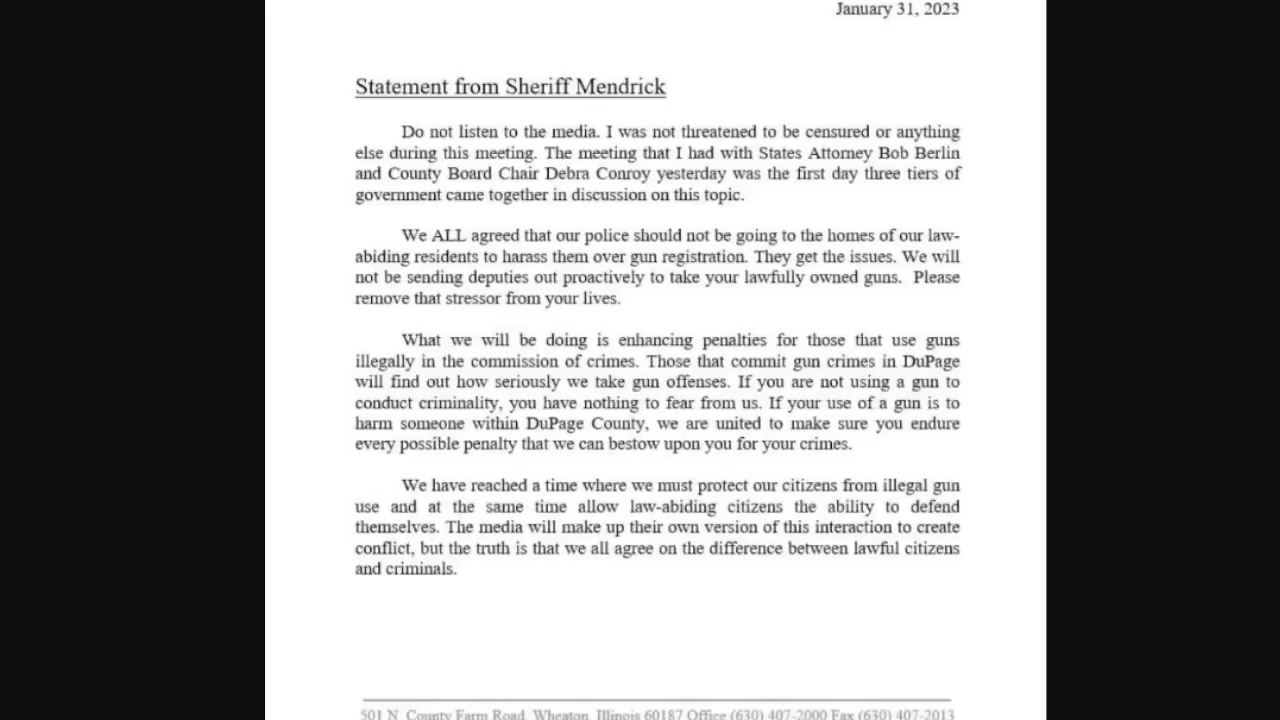 January 31, 2023
Statement from Sheriff Mendrick
Do not listen to the media. I was not threatened to be censured or anything
else during this meeting. The meeting that I had with States Attorney Bob Berlin
and County Board Chair Debra Conroy yesterday was the first day three tiers of
government came together in discussion on this topic.
We ALL agreed that our police should not be going to the homes of our law-
abiding residents to harass them over gun registration. They get the issues. We will
not be sending deputies out proactively to take your lawfully owned guns. Please
remove that stressor from your lives.
What we will be doing is enhancing penalties for those that use guns
illegally in the commission of crimes. Those that commit gun crimes in DuPage
will find out how seriously we take gun offenses. If you are not using a gun to
conduct criminality, you have nothing to fear from us. If your use of a gun is to
harm someone within DuPage County, we are united to make sure you endure
every possible penalty that we can bestow upon you for your crimes.
We have reached a time where we must protect our citizens from illegal gun
use and at the same time allow law-abiding citizens the ability to defend
themselves. The media will make up their own version of this interaction to create
conflict, but the truth is that we all agree on the difference between lawful citizens
and criminals.
501 N. County Farm Road, Wheaton, Illinois 60187 Office (630) 407-2000 Fax (630) 407-2013